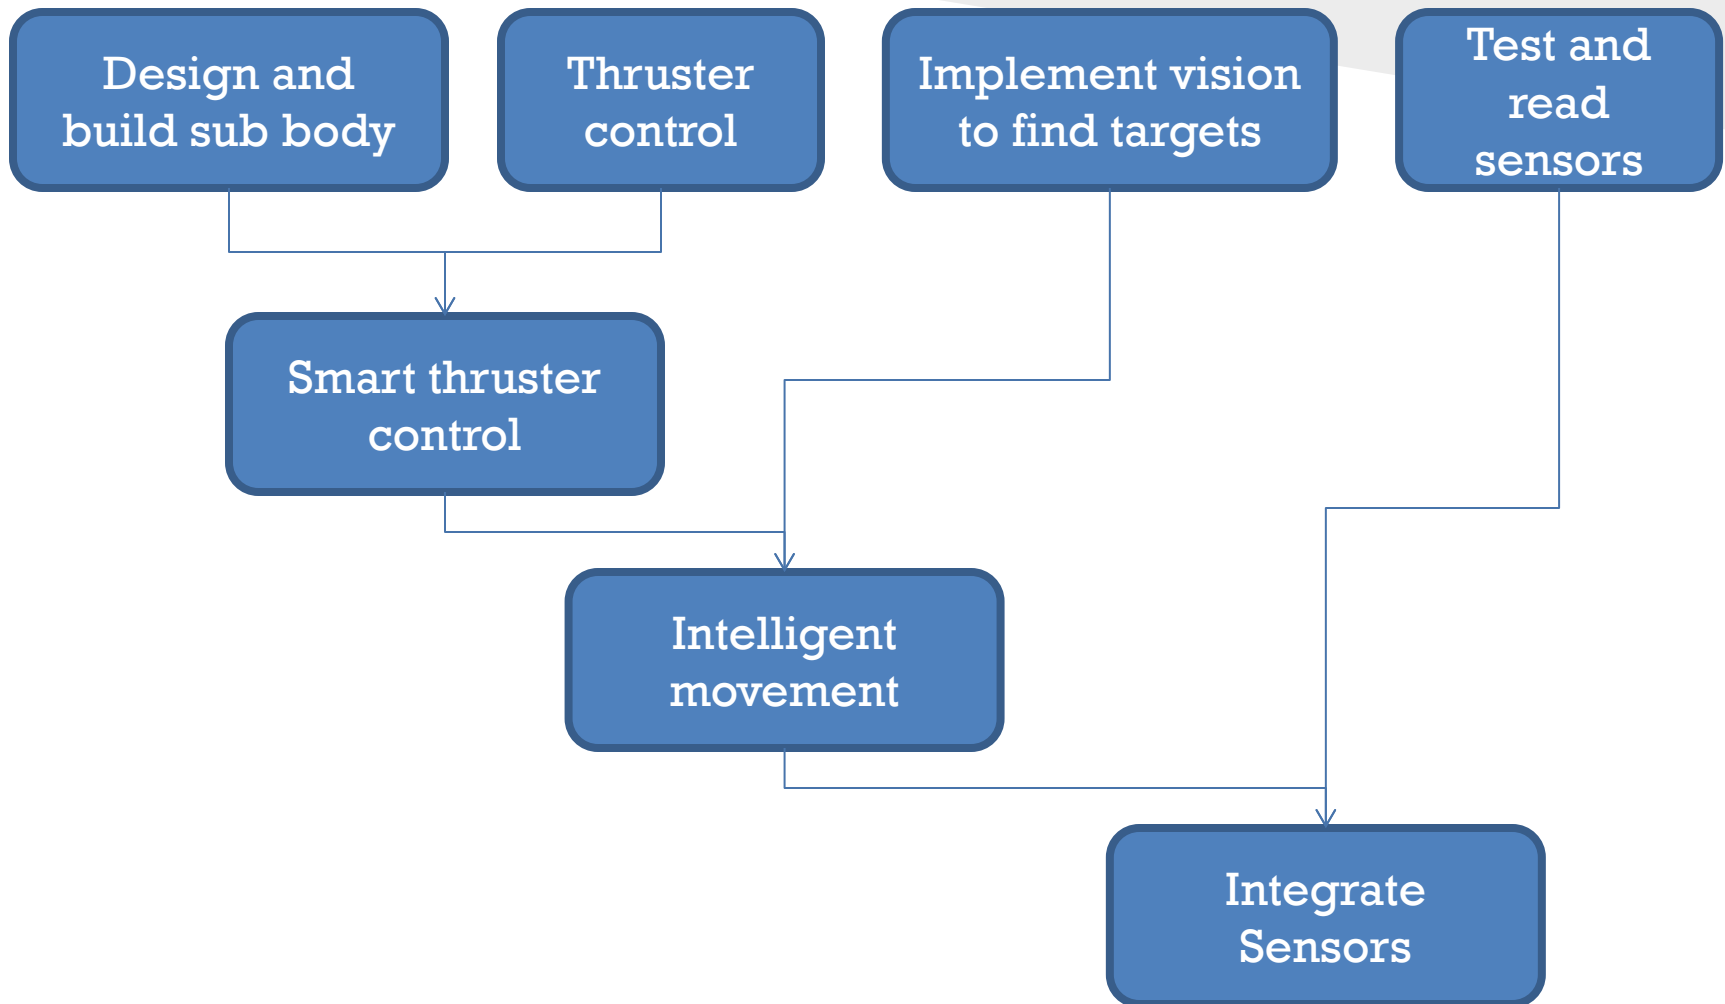 Design and
build sub body
Thruster
control
Implement vision
to find targets
Test and
read
sensors
Smart thruster
control
Intelligent
movement
Integrate
Sensors